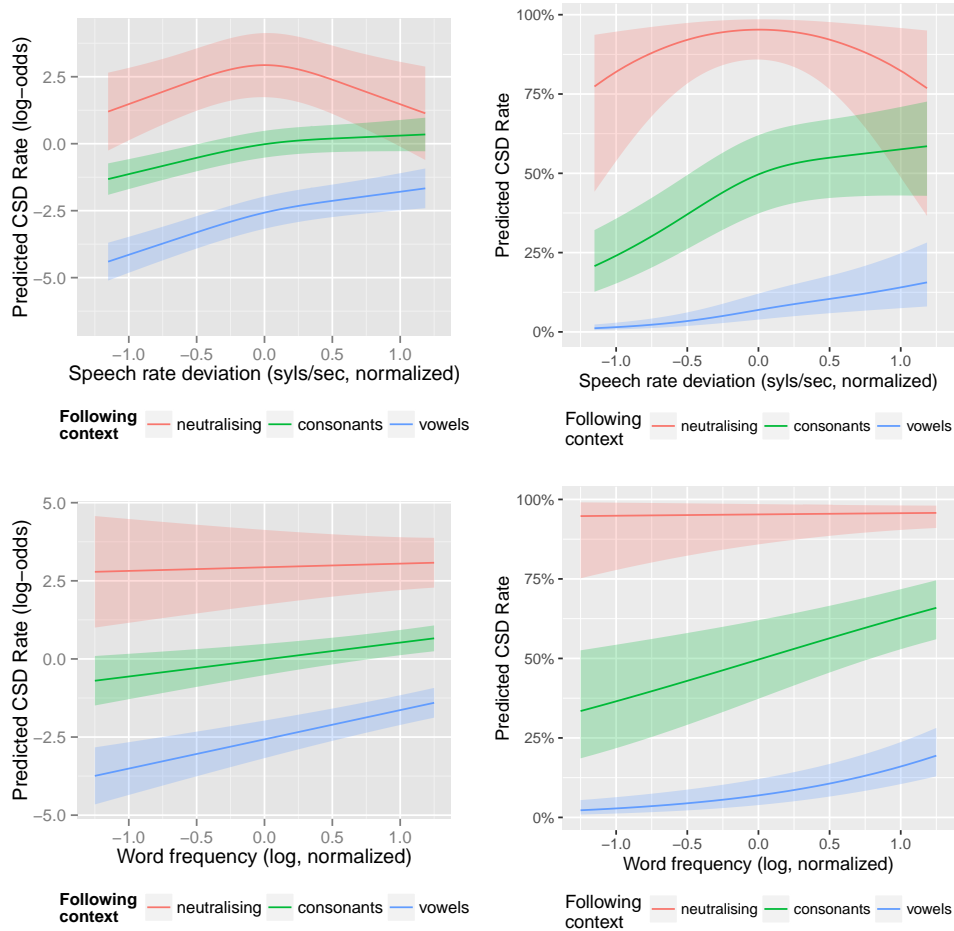 Predicted CSD Rate (log−odds)
2.5
0.0
−2.5
−5.0
−1.0 −0.5 0.0 0.5 1.0
Speech rate deviation (syls/sec, normalized)
Following
context
neutralising consonants vowels
Predicted CSD Rate
100%
75%
50%
25%
0%
−1.0 −0.5 0.0 0.5 1.0
Speech rate deviation (syls/sec, normalized)
Following
context
neutralising consonants vowels
Predicted CSD Rate (log−odds)
5.0
2.5
0.0
−2.5
−5.0
−1.0 −0.5 0.0 0.5 1.0
Word frequency (log, normalized)
Following
context
neutralising consonants vowels
Predicted CSD Rate
100%
75%
50%
25%
0%
−1.0 −0.5 0.0 0.5 1.0
Word frequency (log, normalized)
Following
context
neutralising consonants vowels